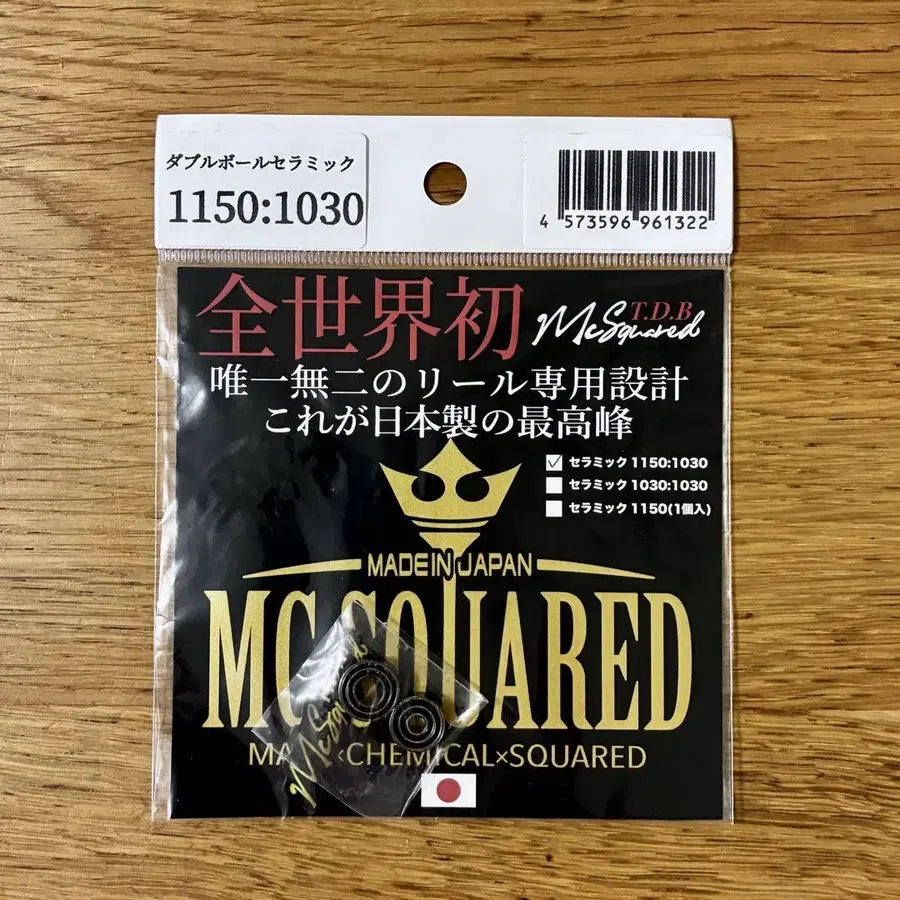 ダブルボールセラミック
1150:1030
4 573596 961322
全世界初
T.D.B
McSquared
唯一無二のリール専用設計
これが日本製の最高峰
セラミック 1150:1030
セラミック 1030:1030
セラミック 1150(1個入)
MADE IN JAPAN
MC SQUARED
×CHEMICAL×SQUARED